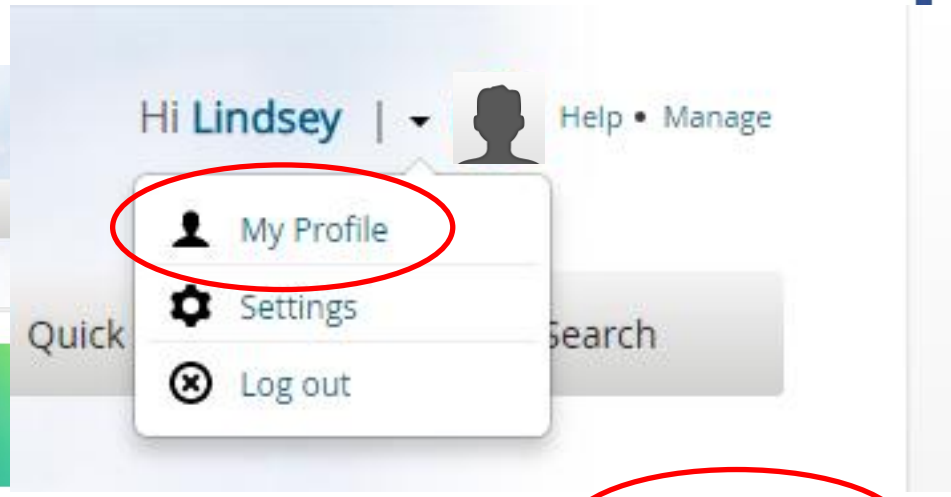 Hi Lindsey | Help • Manage
My Profile
Settings
Quick Search
Log out